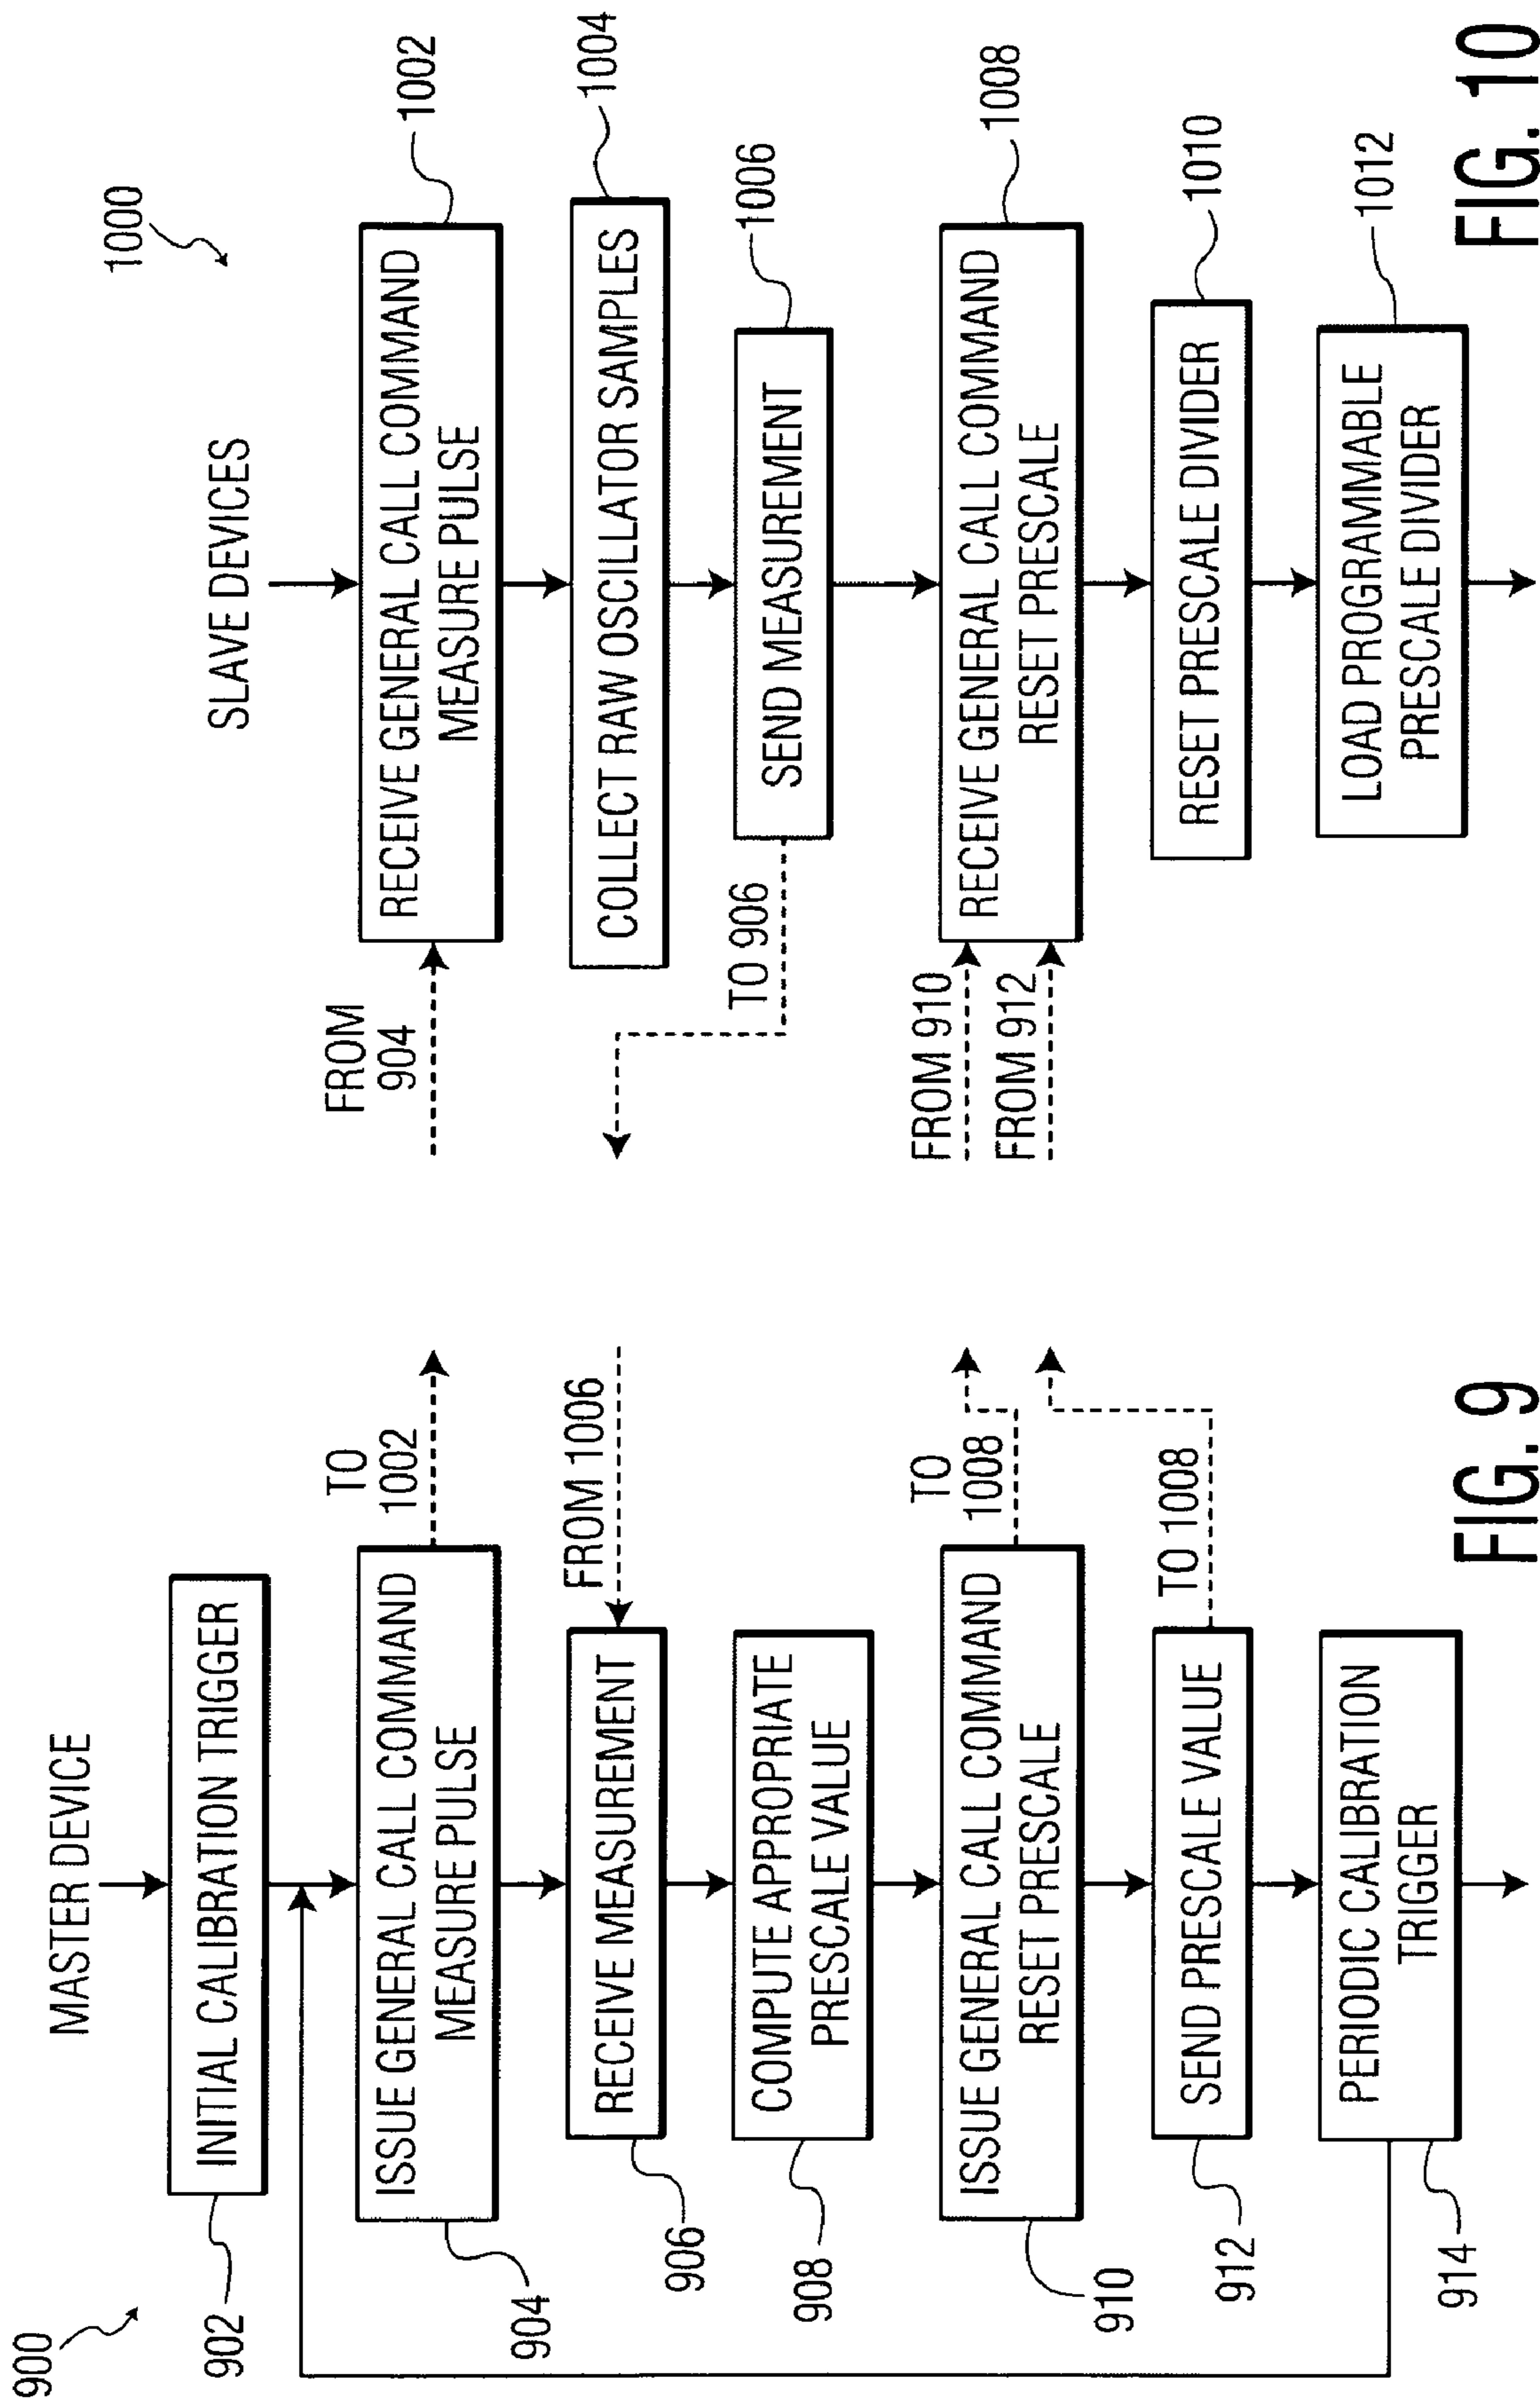 900
MASTER DEVICE
INITIAL CALIBRATION TRIGGER
902
ISSUE GENERAL CALL COMMAND
MEASURE PULSE
904
TO
1002
RECEIVE MEASUREMENT
906
FROM 1006
COMPUTE APPROPRIATE
PRESCALE VALUE
908
ISSUE GENERAL CALL COMMAND
RESET PRESCALE
910
TO
1008
SEND PRESCALE VALUE
912
TO 1008
PERIODIC CALIBRATION
TRIGGER
914
FIG. 9
1000
SLAVE DEVICES
FROM
904
RECEIVE GENERAL CALL COMMAND
MEASURE PULSE
1002
COLLECT RAW OSCILLATOR SAMPLES
1004
TO 906
SEND MEASUREMENT
1006
FROM 910
FROM 912
RECEIVE GENERAL CALL COMMAND
RESET PRESCALE
1008
RESET PRESCALE DIVIDER
1010
LOAD PROGRAMMABLE
PRESCALE DIVIDER
1012
FIG. 10